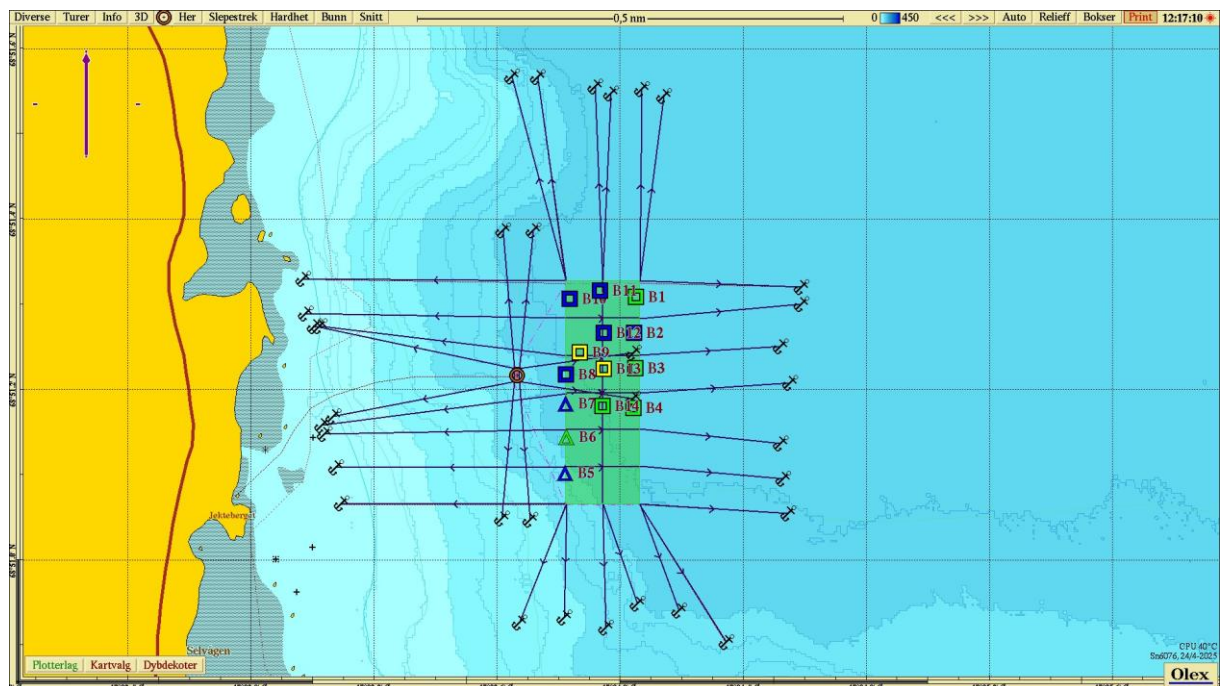 Diverse Turer Info 3D Her Slepestrek Hardhet Bunn Snitt 0,5 nm 0 450 <<< >>> Auto Relieff Bokser Print 12:17:10
B10 B11 B1
B12 B2
B9
B8 B13 B3
B7 B14 B4
B6
B5
Jekteberget
Selvågen
Plotterlag Kartvalg Dybdekoter
CPU 40°C
Sn6076, 24/4-2025
Olex